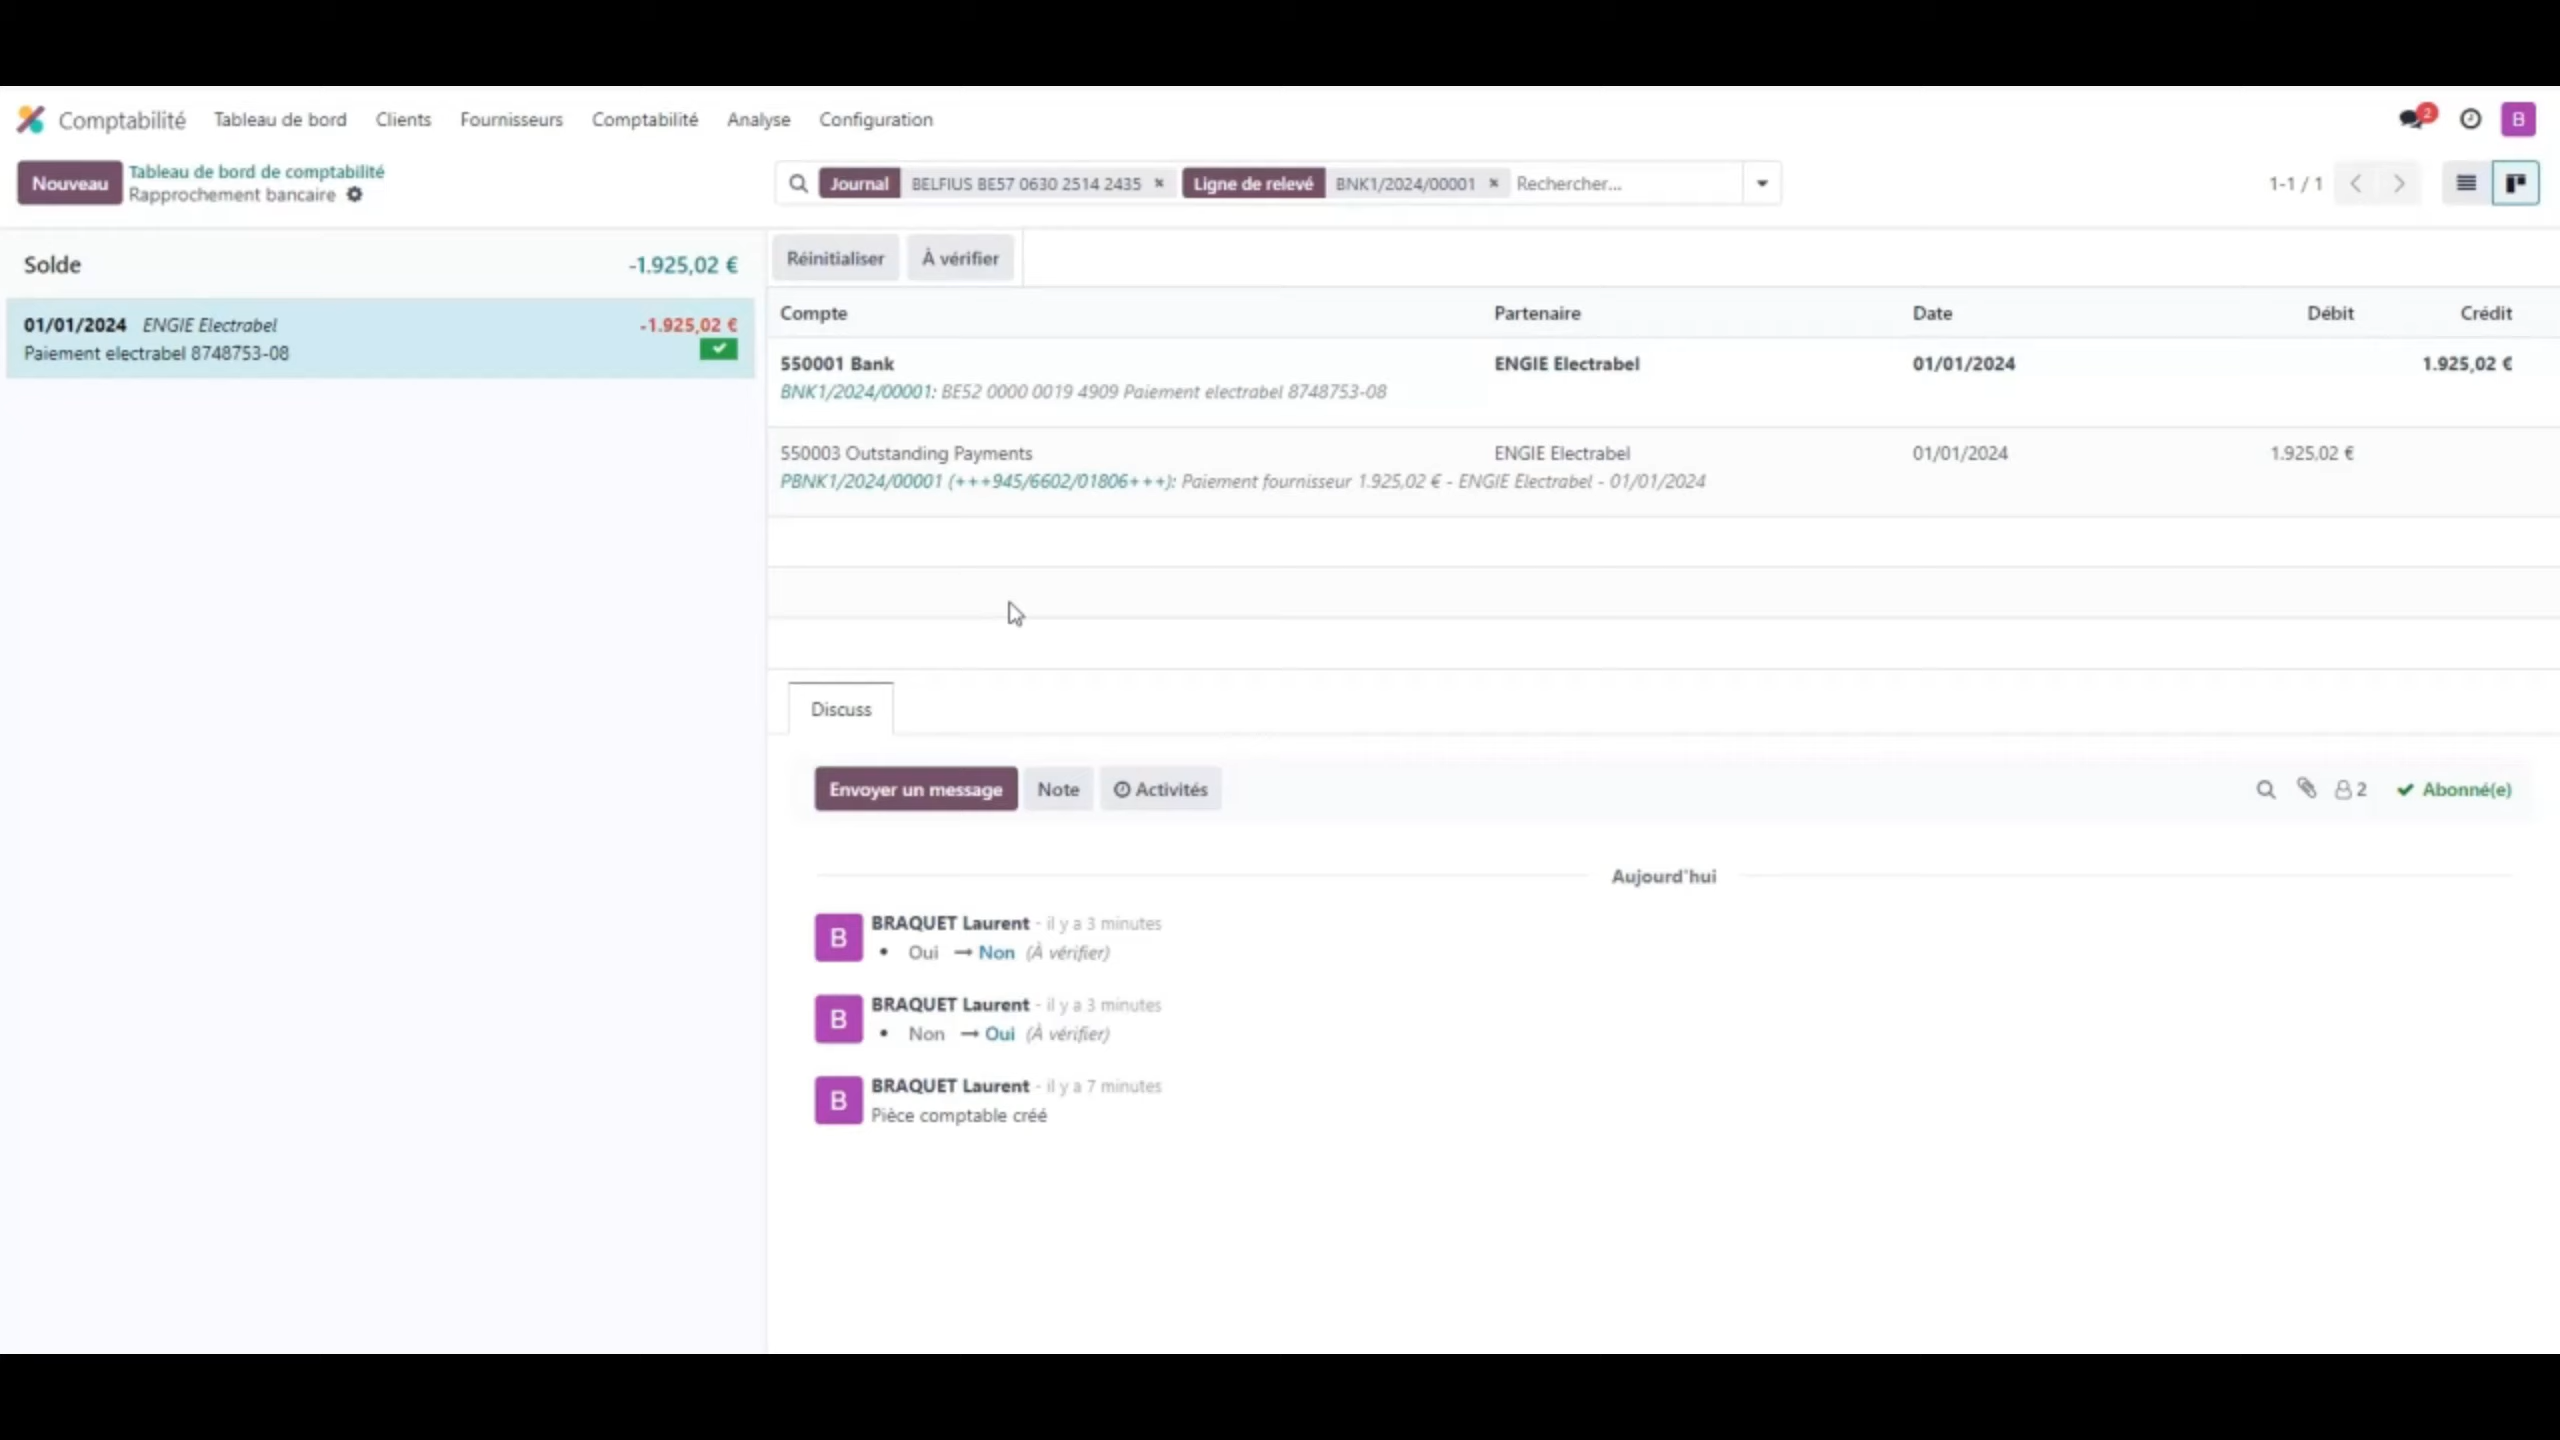 Comptabilité Tableau de bord Clients Fournisseurs Comptabilité Analyse Configuration 2 B
Nouveau Tableau de bord de comptabilité
Rapprochement bancaire
Journal BELFIUS BE57 0630 2514 2435 × Ligne de relevé BNK1/2024/00001 × Rechercher... 1-1 / 1
Solde -1.925,02 €
01/01/2024 ENGIE Electrabel -1.925,02 €
Paiement electrabel 8748753-08
Réinitialiser À vérifier
Compte Partenaire Date Débit Crédit
550001 Bank ENGIE Electrabel 01/01/2024 1.925,02 €
BNK1/2024/00001: BE52 0000 0019 4909 Paiement electrabel 8748753-08
550003 Outstanding Payments ENGIE Electrabel 01/01/2024 1.925,02 €
PBNK1/2024/00001 (+++945/6602/01806+++): Paiement fournisseur 1.925,02 € - ENGIE Electrabel - 01/01/2024
Discuss
Envoyer un message Note Activités 2 Abonné(e)
Aujourd'hui
B BRAQUET Laurent - il y a 3 minutes
• Oui → Non (À vérifier)
B BRAQUET Laurent - il y a 3 minutes
• Non → Oui (À vérifier)
B BRAQUET Laurent - il y a 7 minutes
Pièce comptable créé